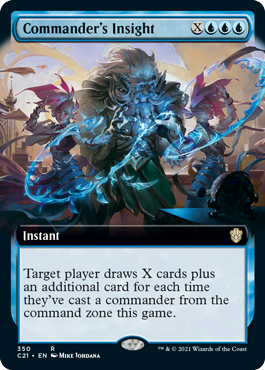 Commander's Insight X
Instant
Target player draws X cards plus
an additional card for each time
they've cast a commander from the
command zone this game.
350 R
C21 • EN Mike Jordana ™ & © 2021 Wizards of the Coast